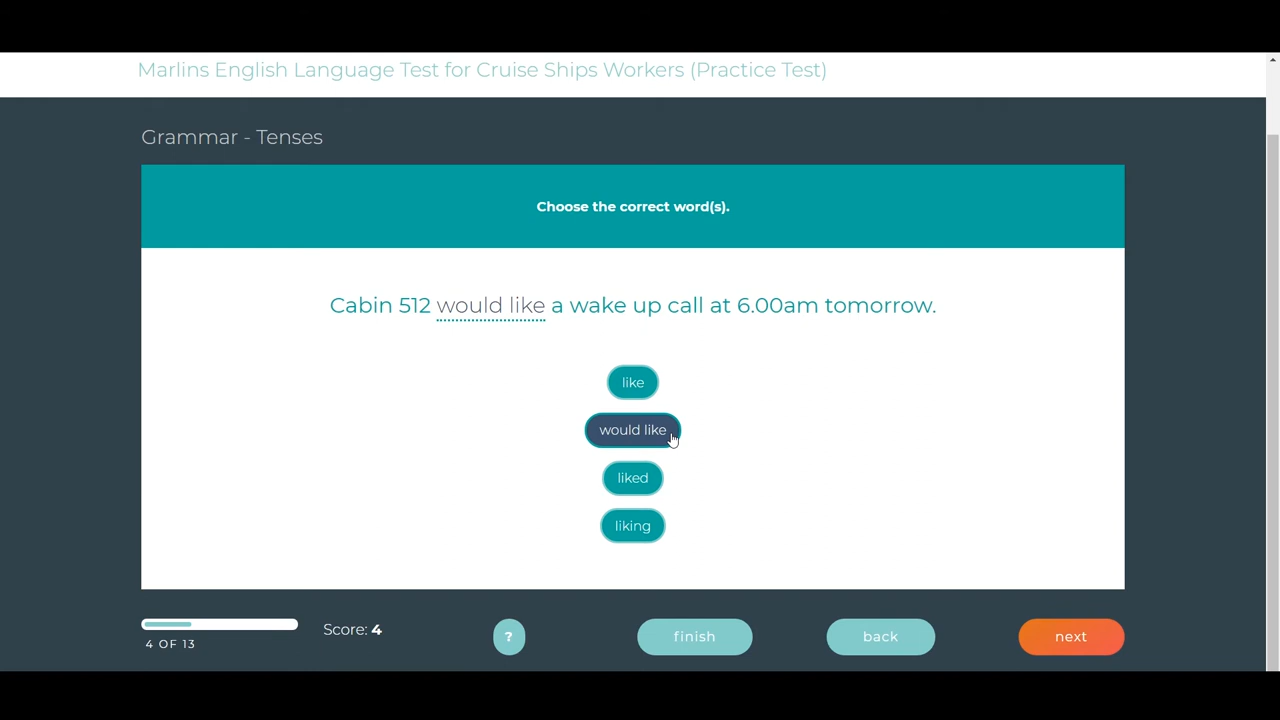 Marlins English Language Test for Cruise Ships Workers (Practice Test)
Grammar - Tenses
Choose the correct word(s).
Cabin 512 would like a wake up call at 6.00am tomorrow.
like
would like
liked
liking
4 OF 13
Score: 4
?
finish
back
next